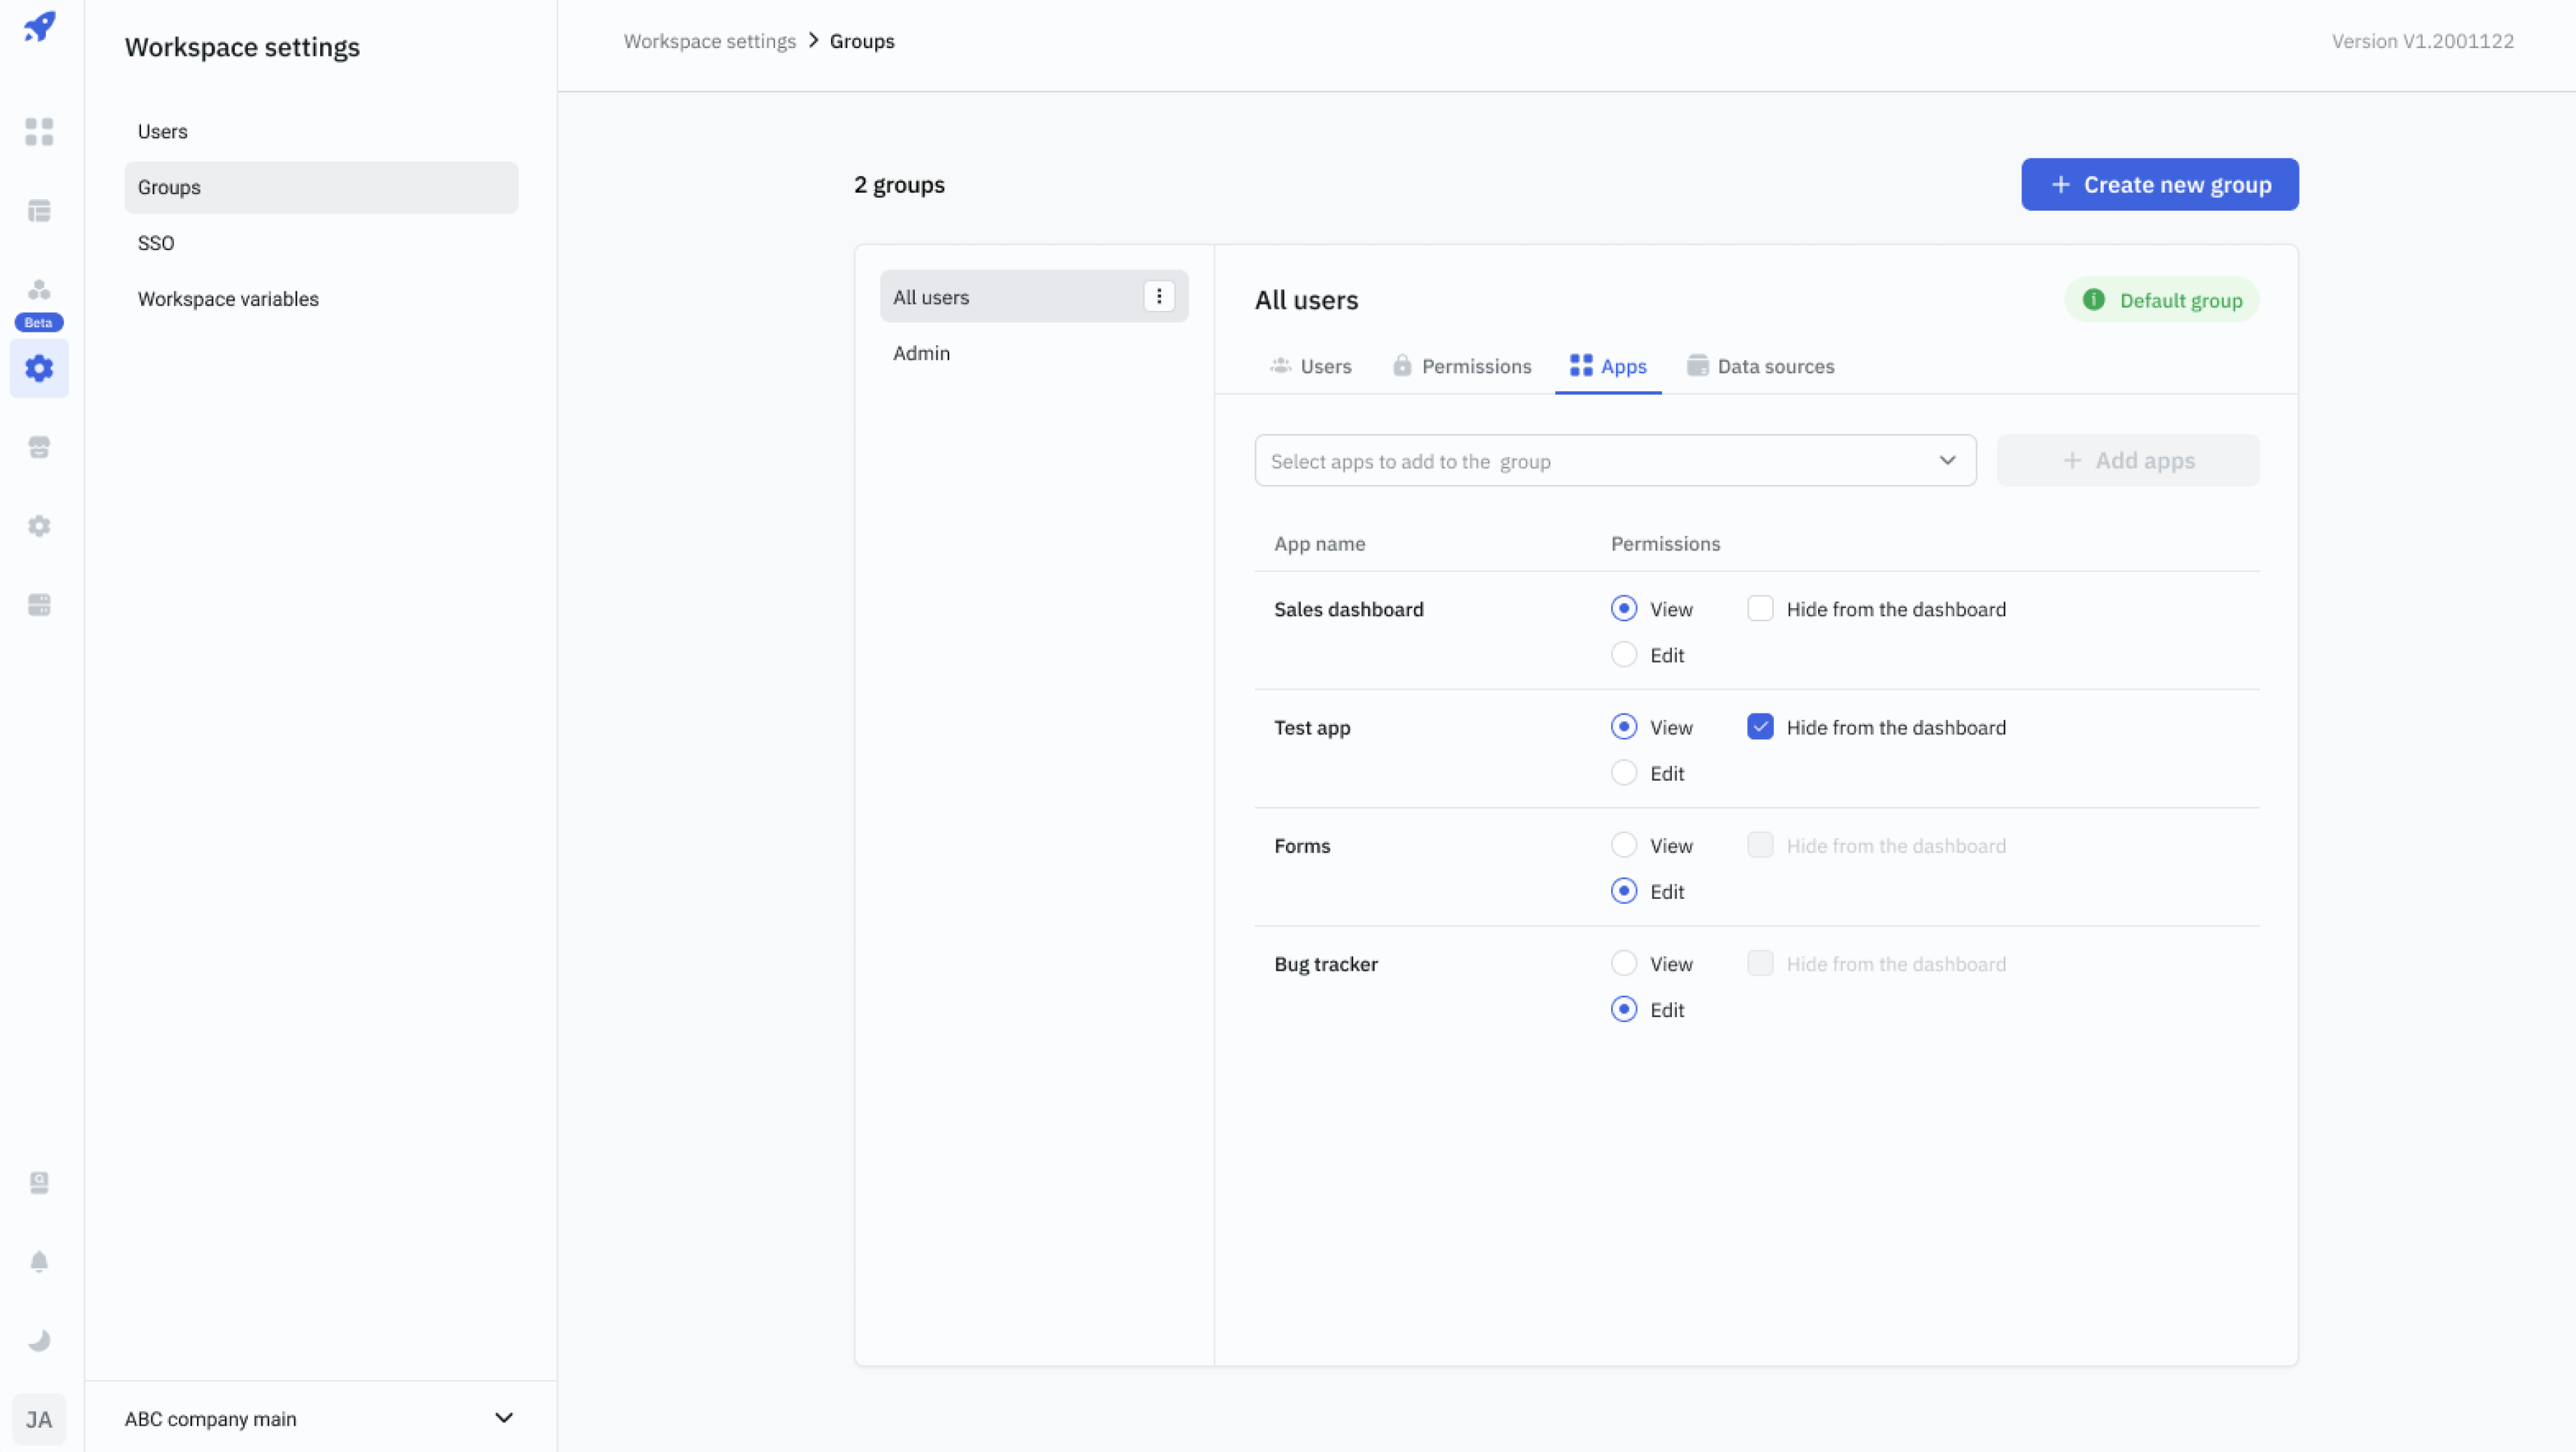 Workspace settings
Users
Groups
SSO
Workspace variables
Beta
JA
ABC company main
Workspace settings > Groups
Version V1.2001122
2 groups
+ Create new group
All users
Admin
All users
Default group
Users Permissions Apps Data sources
Select apps to add to the group
+ Add apps
App name Permissions
Sales dashboard View Hide from the dashboard
Edit
Test app View Hide from the dashboard
Edit
Forms View Hide from the dashboard
Edit
Bug tracker View Hide from the dashboard
Edit